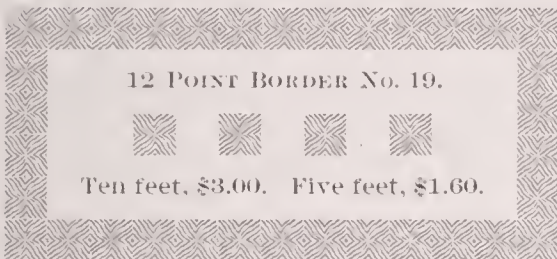 12 Point Border No. 19.
Ten feet, $3.00. Five feet, $1.60.